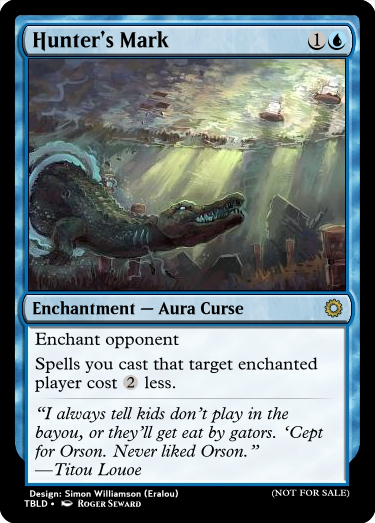 Hunter's Mark 1
Enchantment — Aura Curse
Enchant opponent
Spells you cast that target enchanted
player cost 2 less.
“I always tell kids don’t play in the
bayou, or they’ll get eat by gators. ‘Cept
for Orson. Never liked Orson.”
—Titou Louoe
Design: Simon Williamson (Eralou)
(NOT FOR SALE)
TBLD • Roger Seward